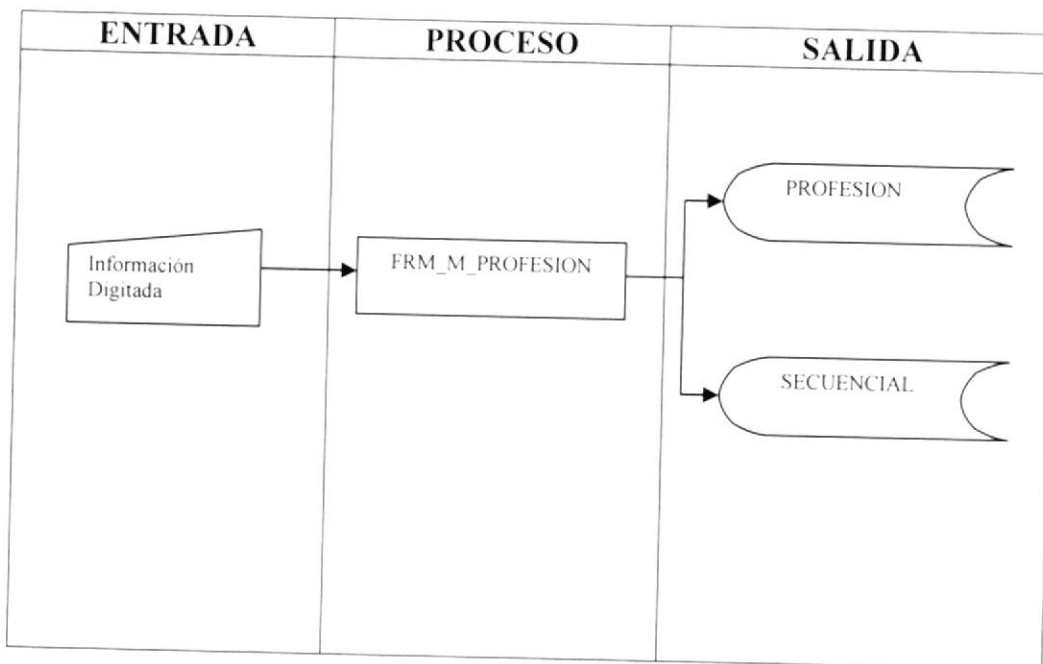 ENTRADA
PROCESO
SALIDA
Información
Digitada
FRM_M_PROFESION
PROFESION
SECUENCIAL